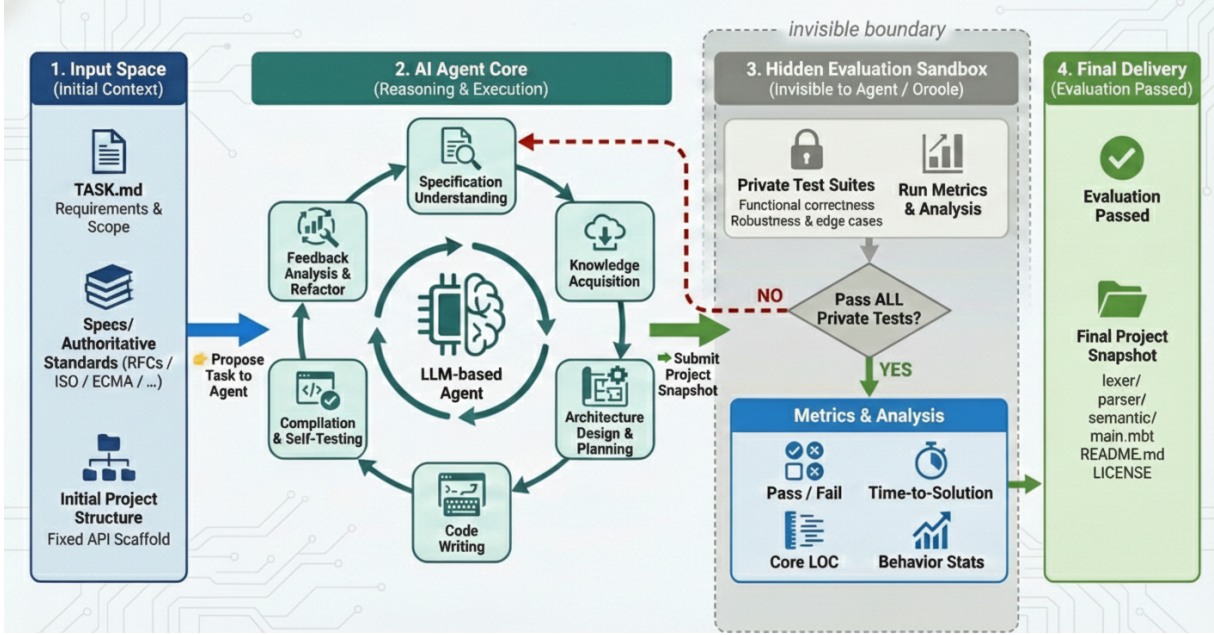 invisible boundary
1. Input Space
(Initial Context)
TASK.md
Requirements &
Scope
Specs/
Authoritative
Standards (RFCs /
ISO / ECMA / ...)
Initial Project
Structure
Fixed API Scaffold
Propose
Task to
Agent
2. AI Agent Core
(Reasoning & Execution)
Specification
Understanding
Knowledge
Acquisition
Architecture
Design &
Planning
Code
Writing
Compllation
& Self-Testing
Feedback
Analysis &
Refactor
LLM-based
Agent
Submit
Project
Snapshot
3. Hidden Evaluation Sandbox
(Invisible to Agent / Oroole)
Private Test Suites
Functional correctness
Robustness & edge cases
Run Metrics
& Analysis
Pass ALL
Private Tests?
NO
YES
Metrics & Analysis
Pass / Fail
Time-to-Solution
Core LOC
Behavior Stats
4. Final Delivery
(Evaluation Passed)
Evaluation
Passed
Final Project
Snapshot
lexer/
parser/
semantic/
main.mbt
README.md
LICENSE